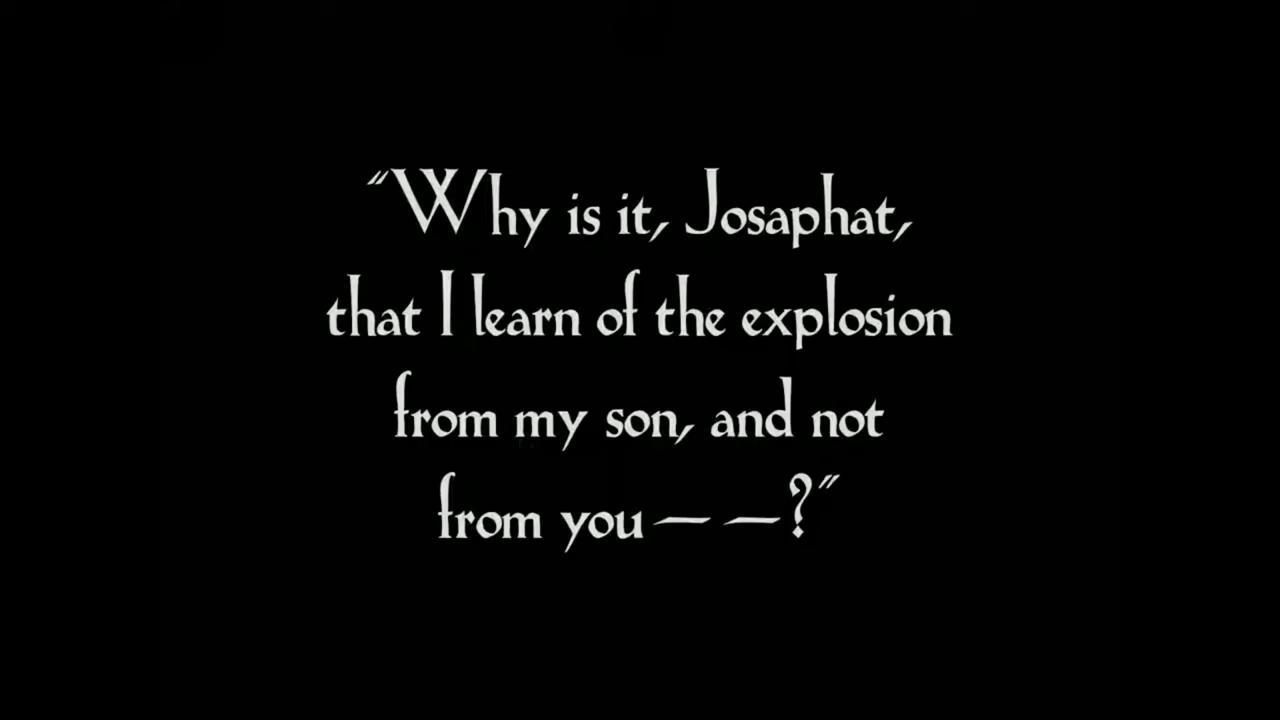 "Why is it, Josaphat,
that I learn of the explosion
from my son, and not
from you — —?"